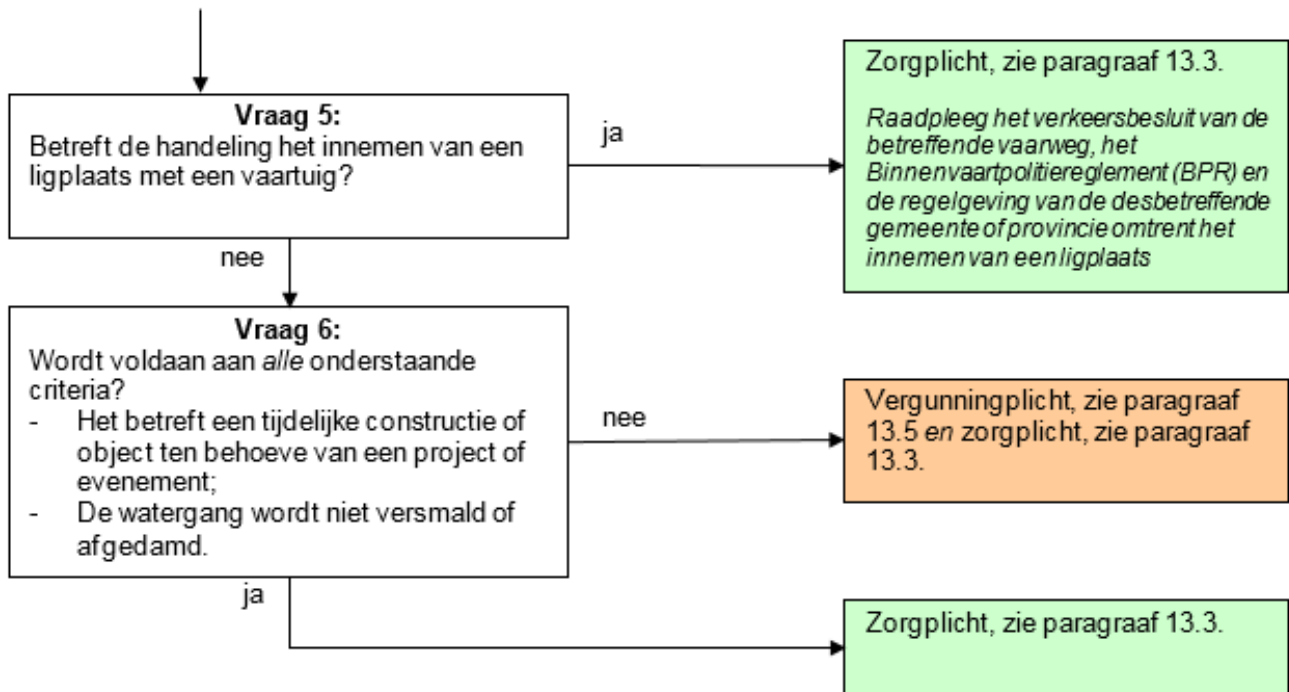 Vraag 5:
Betreft de handeling het innemen van een
ligplaats met een vaartuig?
ja
Zorgplicht, zie paragraaf 13.3.
Raadpleeg het verkeersbesluit van de
betreffende vaarweg, het
Binnenvaartpolitiereglement (BPR) en
de regelgeving van de desbetreffende
gemeente of provincie omtrent het
innemen van een ligplaats
nee
Vraag 6:
Wordt voldaan aan alle onderstaande
criteria?
- Het betreft een tijdelijke constructie of
object ten behoeve van een project of
evenement;
- De watergang wordt niet versmald of
afgedamd.
nee
Vergunningplicht, zie paragraaf
13.5 en zorgplicht, zie paragraaf
13.3.
ja
Zorgplicht, zie paragraaf 13.3.